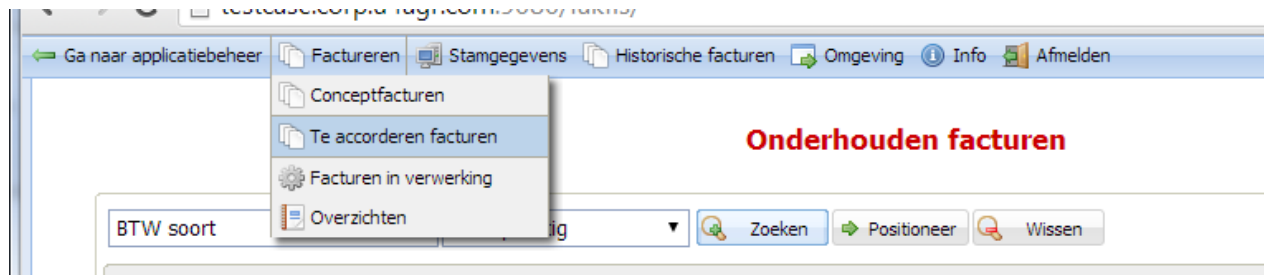 Ga naar applicatiebeheer Factureren Stamgegevens Historische facturen Omgeving Info Afmelden
Conceptfacturen
Te accorderen facturen
Onderhouden facturen
Facturen in verwerking
Overzichten
BTW soort Zoeken Positioneer Wissen